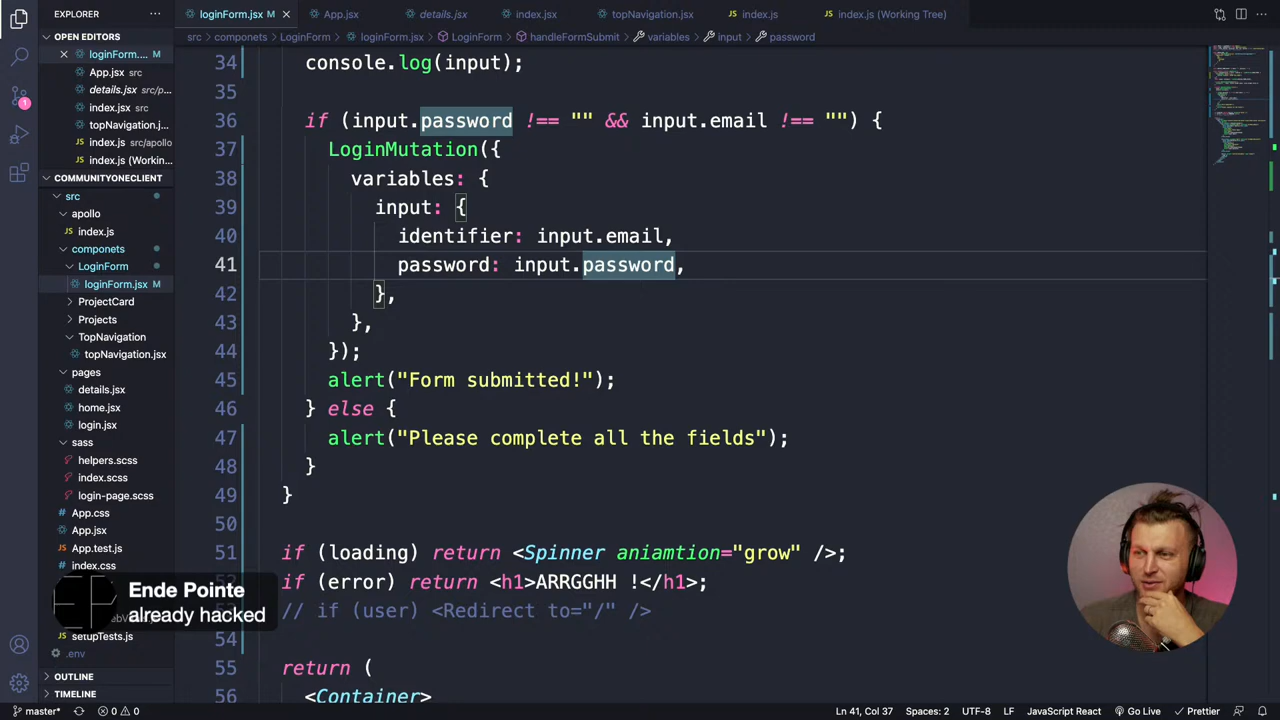 EXPLORER
loginForm.jsx M
App.jsx
details.jsx
index.jsx
topNavigation.jsx
index.js
index.js (Working Tree)
src
componets
LoginForm
loginForm.jsx
LoginForm
handleFormSubmit
variables
input
password
OPEN EDITORS
loginForm.... M
App.jsx src
details.jsx src/p...
index.jsx src/p...
topNavigation.j...
index.js src/apollo
index.js (Workin...
COMMUNITYONECLIENT
src
apollo
index.js
componets
LoginForm
loginForm.jsx M
ProjectCard
Projects
TopNavigation
topNavigation.jsx
pages
details.jsx
home.jsx
login.jsx
sass
helpers.scss
index.scss
login-page.scss
App.css
App.jsx
App.test.js
index.css
setupTests.js
.env
OUTLINE
TIMELINE
1
34 console.log(input);
35
36 if (input.password !== "" && input.email !== "") {
37 LoginMutation({
38 variables: {
39 input: {
40 identifier: input.email,
41 password: input.password,
42 },
43 },
44 });
45 alert("Form submitted!");
46 } else {
47 alert("Please complete all the fields");
48 }
49 }
50
51 if (loading) return <Spinner aniamtion="grow" />;
if (error) return <h1>ARRGGHH !</h1>;
// if (user) <Redirect to="/" />
54
55 return (
56 <Container>
Ende Pointe
already hacked
master*
0 0
Ln 41, Col 37
Spaces: 2
UTF-8
LF
JavaScript React
Go Live
Prettier